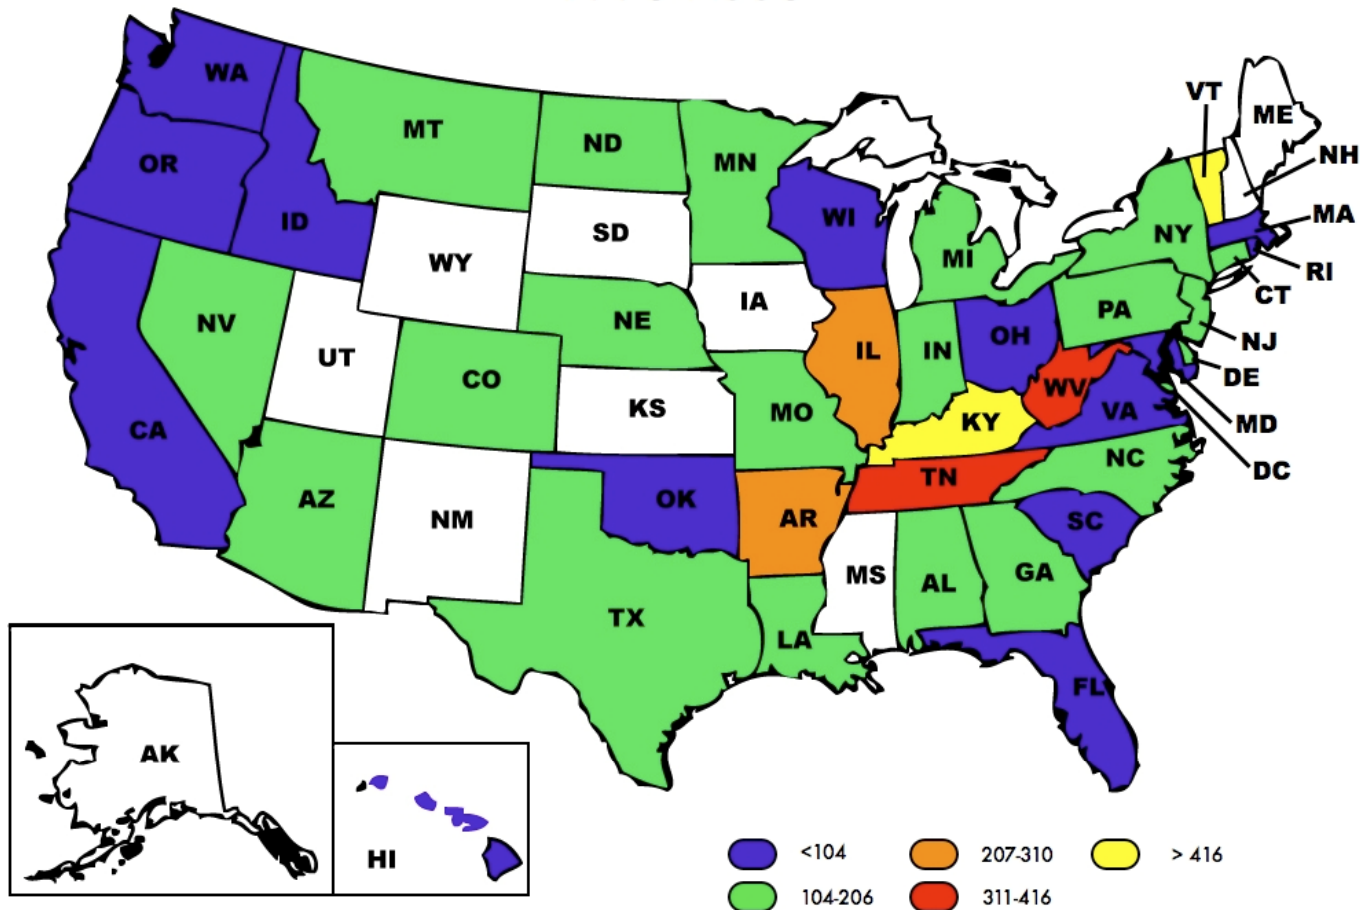 WA
MT
ND
MN
OR
ID
WY
SD
WI
MI
NY
VT
ME
NH
MA
RI
CT
NJ
DE
MD
DC
NV
UT
CO
NE
IA
IL
IN
OH
PA
WV
VA
CA
KS
MO
KY
NC
AZ
NM
OK
AR
TN
SC
TX
LA
MS
AL
GA
FL
AK
HI
<104
104-206
207-310
311-416
> 416